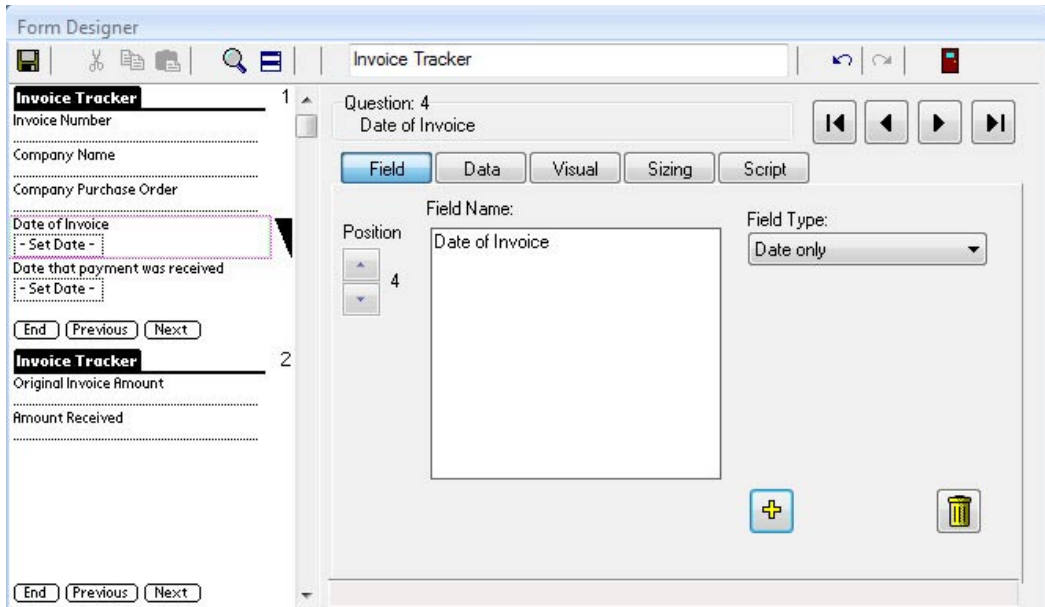 Form Designer
Invoice Tracker
Invoice Tracker 1
Invoice Number
Company Name
Company Purchase Order
Date of Invoice
- Set Date -
Date that payment was received
- Set Date -
End Previous Next
Invoice Tracker 2
Original Invoice Amount
Amount Received
End Previous Next
Question: 4
Date of Invoice
Field Data Visual Sizing Script
Position
4
Field Name:
Date of Invoice
Field Type:
Date only